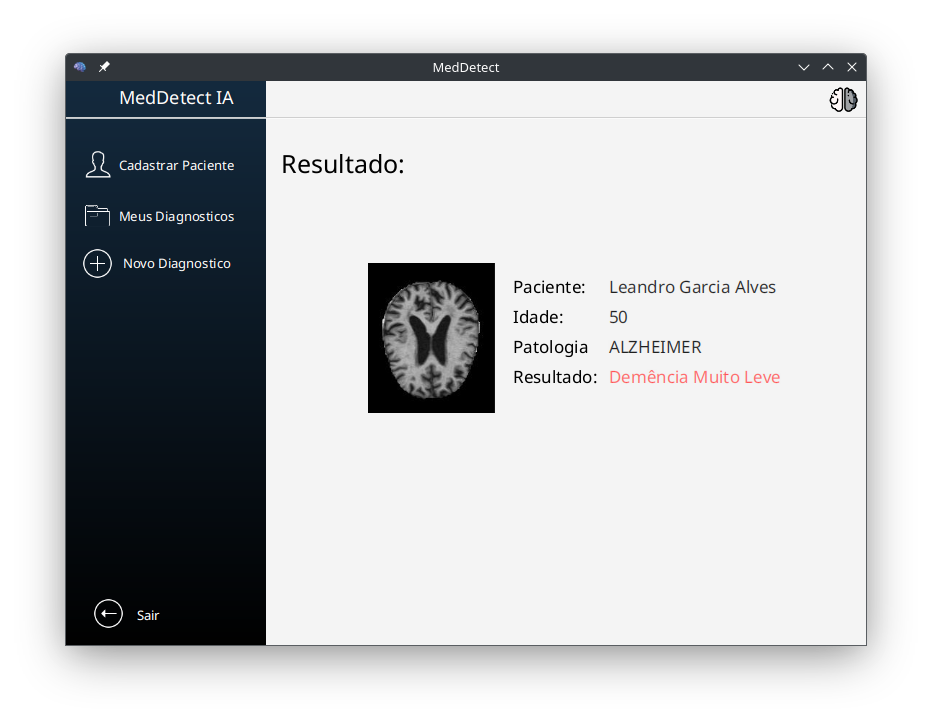 MedDetect
MedDetect IA
Cadastrar Paciente
Meus Diagnosticos
Novo Diagnostico
Sair
Resultado:
Paciente: Leandro Garcia Alves
Idade: 50
Patologia ALZHEIMER
Resultado: Demência Muito Leve